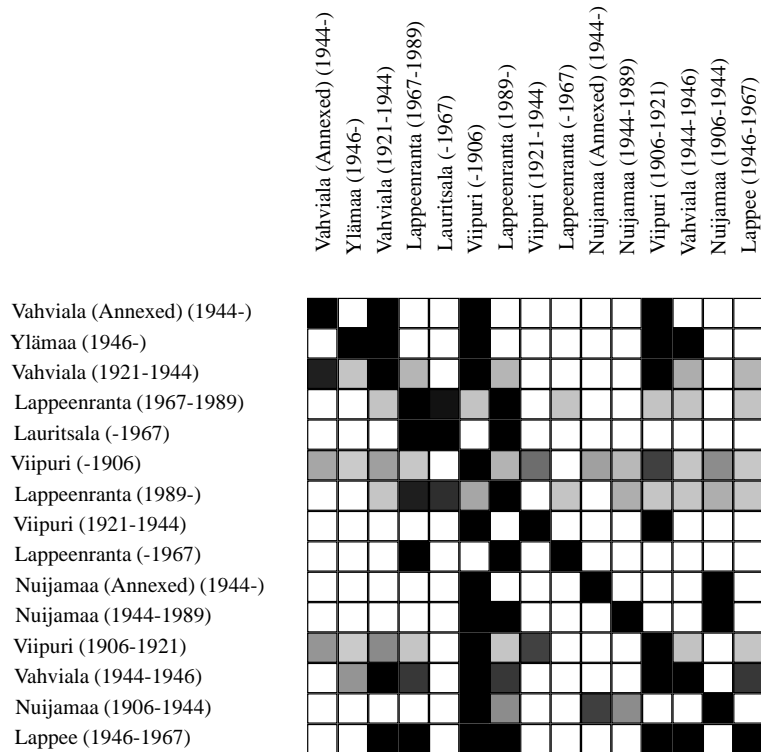 Vahviala (Annexed) (1944-)
Ylämaa (1946-)
Vahviala (1921-1944)
Lappeenranta (1967-1989)
Lauritsala (-1967)
Viipuri (-1906)
Lappeenranta (1989-)
Viipuri (1921-1944)
Lappeenranta (-1967)
Nuijamaa (Annexed) (1944-)
Nuijamaa (1944-1989)
Viipuri (1906-1921)
Vahviala (1944-1946)
Nuijamaa (1906-1944)
Lappee (1946-1967)
Vahviala (Annexed) (1944-)
Ylämaa (1946-)
Vahviala (1921-1944)
Lappeenranta (1967-1989)
Lauritsala (-1967)
Viipuri (-1906)
Lappeenranta (1989-)
Viipuri (1921-1944)
Lappeenranta (-1967)
Nuijamaa (Annexed) (1944-)
Nuijamaa (1944-1989)
Viipuri (1906-1921)
Vahviala (1944-1946)
Nuijamaa (1906-1944)
Lappee (1946-1967)